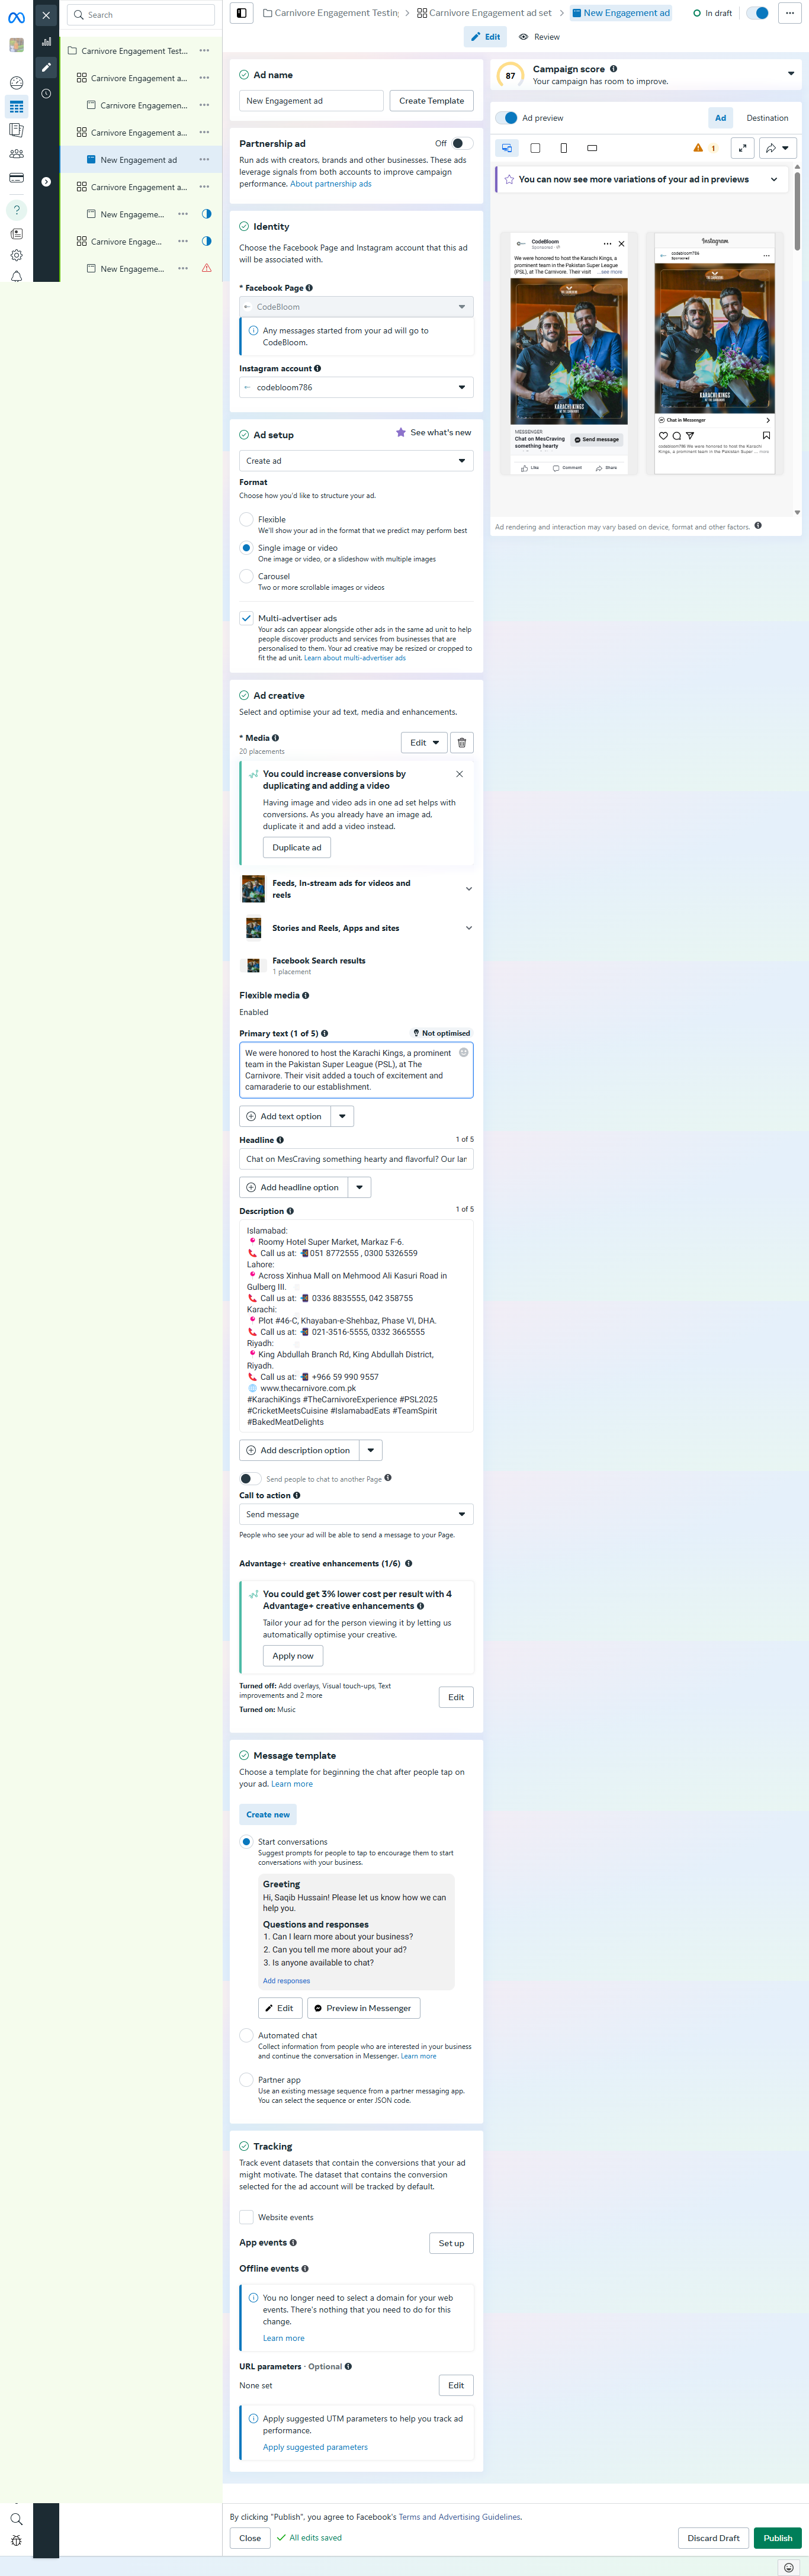 Search
Carnivore Engagement Test...
Carnivore Engagement a...
Carnivore Engagemen...
Carnivore Engagement a...
New Engagement ad
Carnivore Engagement a...
New Engageme...
Carnivore Engage...
New Engageme...
Carnivore Engagement Testing
Carnivore Engagement ad set
New Engagement ad
In draft
Edit
Review
Ad name
New Engagement ad
Create Template
Partnership ad
Off
Run ads with creators, brands and other businesses. These ads
leverage signals from both accounts to improve campaign
performance. About partnership ads
Identity
Choose the Facebook Page and Instagram account that this ad
will be associated with.
* Facebook Page
CodeBloom
Any messages started from your ad will go to
CodeBloom.
Instagram account
codebloom786
Ad setup
See what's new
Create ad
Format
Choose how you'd like to structure your ad.
Flexible
We'll show your ad in the format that we predict may perform best
Single image or video
One image or video, or a slideshow with multiple images
Carousel
Two or more scrollable images or videos
Multi-advertiser ads
Your ads can appear alongside other ads in the same ad unit to help
people discover products and services from businesses that are
personalised to them. Your ad creative may be resized or cropped to
fit the ad unit. Learn about multi-advertiser ads
Ad creative
Select and optimise your ad text, media and enhancements.
* Media
20 placements
Edit
You could increase conversions by
duplicating and adding a video
Having image and video ads in one ad set helps with
conversions. As you already have an image ad,
duplicate it and add a video instead.
Duplicate ad
Feeds, In-stream ads for videos and
reels
Stories and Reels, Apps and sites
Facebook Search results
1 placement
Flexible media
Enabled
Primary text (1 of 5)
Not optimised
We were honored to host the Karachi Kings, a prominent
team in the Pakistan Super League (PSL), at The
Carnivore. Their visit added a touch of excitement and
camaraderie to our establishment.
Add text option
Headline
1 of 5
Chat on MesCraving something hearty and flavorful? Our lar
Add headline option
Description
1 of 5
Islamabad:
Roomy Hotel Super Market, Markaz F-6.
Call us at: 051 8772555 , 0300 5326559
Lahore:
Across Xinhua Mall on Mehmood Ali Kasuri Road in
Gulberg III.
Call us at: 0336 8835555, 042 358755
Karachi:
Plot #46-C, Khayaban-e-Shehbaz, Phase VI, DHA.
Call us at: 021-3516-5555, 0332 3665555
Riyadh:
King Abdullah Branch Rd, King Abdullah District,
Riyadh.
Call us at: +966 59 990 9557
www.thecarnivore.com.pk
#KarachiKings #TheCarnivoreExperience #PSL2025
#CricketMeetsCuisine #IslamabadEats #TeamSpirit
#BakedMeatDelights
Add description option
Send people to chat to another Page
Call to action
Send message
People who see your ad will be able to send a message to your Page.
Advantage+ creative enhancements (1/6)
You could get 3% lower cost per result with 4
Advantage+ creative enhancements
Tailor your ad for the person viewing it by letting us
automatically optimise your creative.
Apply now
Turned off: Add overlays, Visual touch-ups, Text
improvements and 2 more
Edit
Turned on: Music
Message template
Choose a template for beginning the chat after people tap on
your ad. Learn more
Create new
Start conversations
Suggest prompts for people to tap to encourage them to start
conversations with your business.
Greeting
Hi, Saqib Hussain! Please let us know how we can
help you.
Questions and responses
1. Can I learn more about your business?
2. Can you tell me more about your ad?
3. Is anyone available to chat?
Add responses
Edit
Preview in Messenger
Automated chat
Collect information from people who are interested in your business
and continue the conversation in Messenger. Learn more
Partner app
Use an existing message sequence from a partner messaging app.
You can select the sequence or enter JSON code.
Tracking
Track event datasets that contain the conversions that your ad
might motivate. The dataset that contains the conversion
selected for the ad account will be tracked by default.
Website events
App events
Set up
Offline events
You no longer need to select a domain for your web
events. There's nothing that you need to do for this
change.
Learn more
URL parameters · Optional
None set
Edit
Apply suggested UTM parameters to help you track ad
performance.
Apply suggested parameters
87
Campaign score
Your campaign has room to improve.
Ad preview
Ad
Destination
1
You can now see more variations of your ad in previews
CodeBloom
Sponsored
We were honored to host the Karachi Kings, a
prominent team in the Pakistan Super League
(PSL), at The Carnivore. Their visit ...see more
KARACHI KINGS
MESSENGER
Chat on MesCraving
something hearty
Send message
Like
Comment
Share
Instagram
codebloom786
Sponsored
KARACHI KINGS
Chat in Messenger
codebloom786 We were honored to host the Karachi
Kings, a prominent team in the Pakistan Super ... more
Ad rendering and interaction may vary based on device, format and other factors.
By clicking "Publish", you agree to Facebook's Terms and Advertising Guidelines.
Close
All edits saved
Discard Draft
Publish